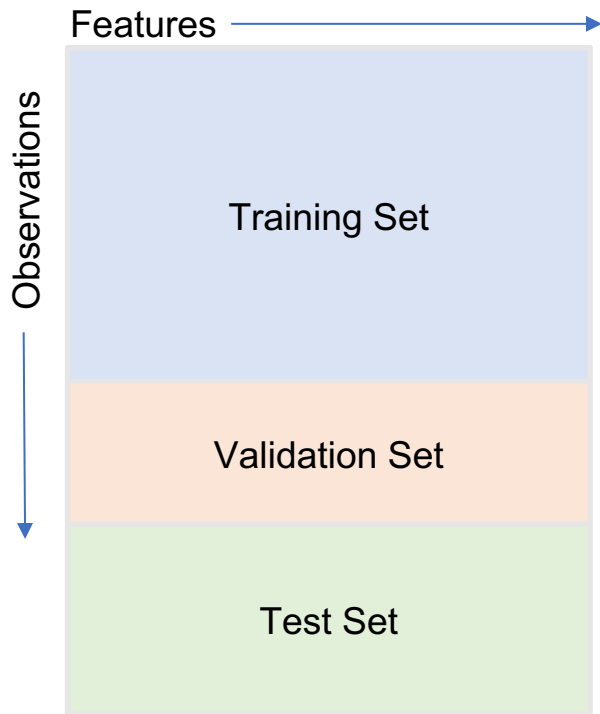 Features
Observations
Training Set
Validation Set
Test Set